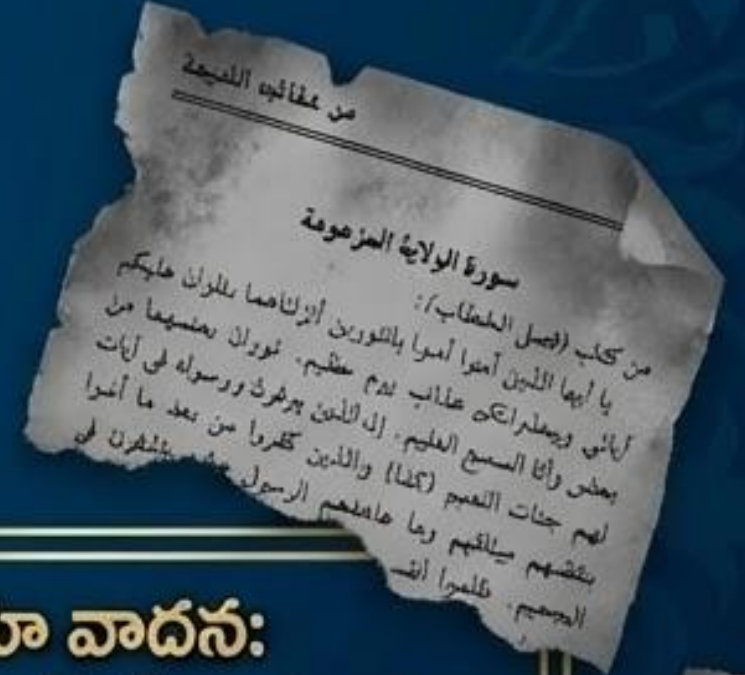 من عقائد الشيعة
سورة الولاية المزعومة
من كتاب (فصل الخطاب):
يا أيها الذين آمنوا آمنوا بالنورين أنزلناهما يتلوان عليكم
آياتي ويحذرانكم عذاب يوم عظيم. نوران بعضهما من
بعض وأنا السميع العليم. إن الذين يوفون ورسوله في آيات
لهم جنات النعيم (كذا) والذين كفروا من بعد ما آمنوا
بنقضهم ميثاقهم وما عاهدهم الرسول عليه يقذفون في
الجحيم. ظلموا أنفـ
వాదన: